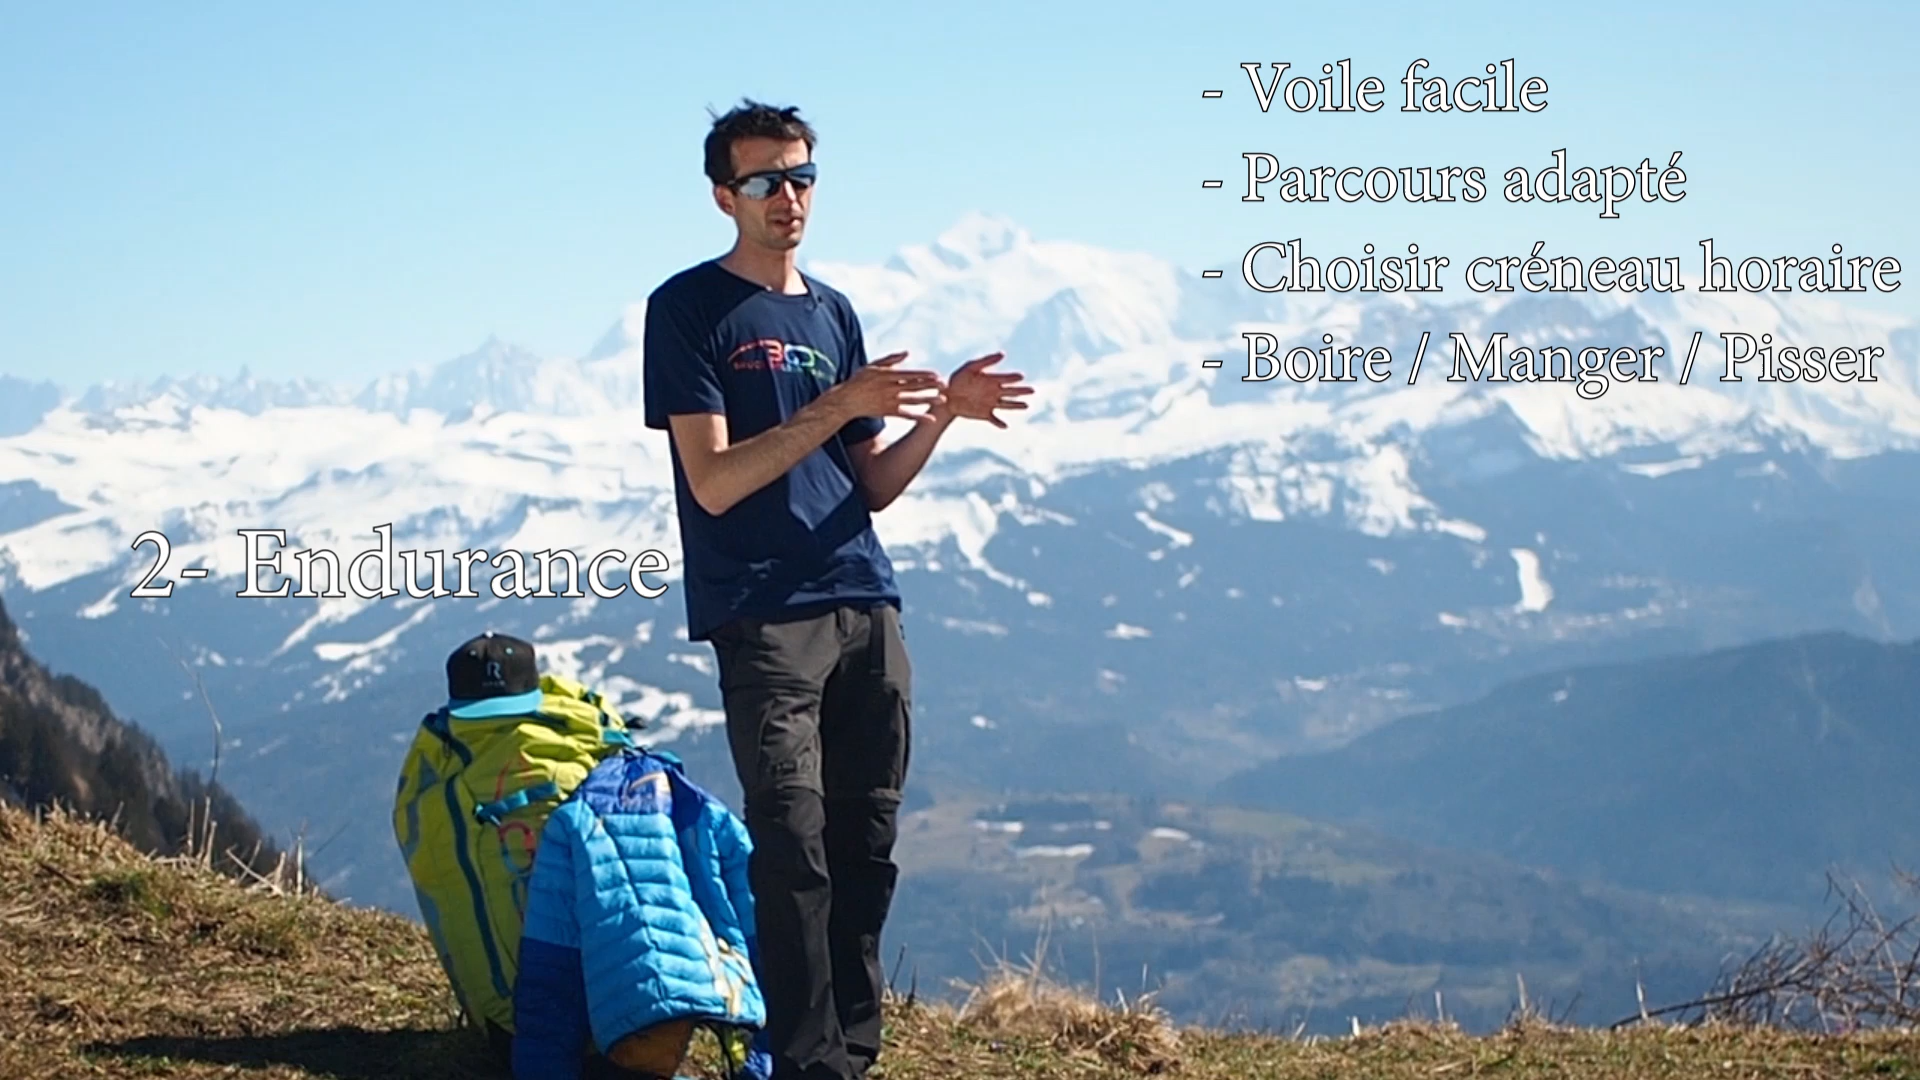 - Voile facile
- Parcours adapté
- Choisir créneau horaire
- Boire / Manger / Pisser
2- Endurance
R